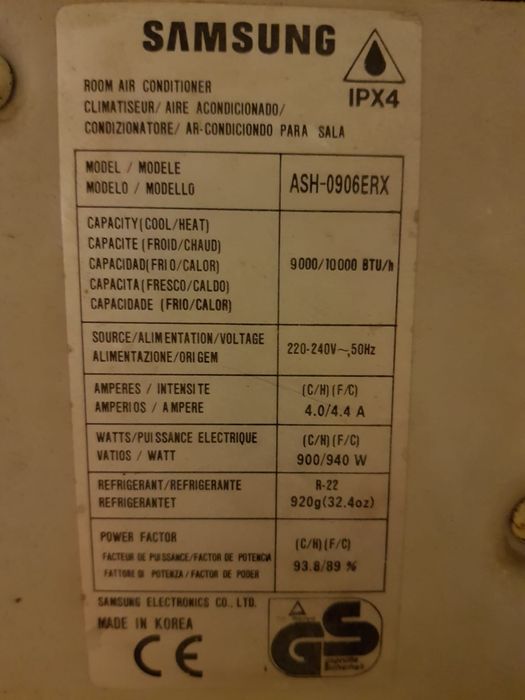 SAMSUNG
IPX4
ROOM AIR CONDITIONER
CLIMATISEUR/ AIRE ACONDICIONADO/
CONDIZIONATORE/ AR-CONDICIONDO PARA SALA
MODEL / MODELE
MODELO / MODELLO
ASH-0906ERX
CAPACITY(COOL/HEAT)
CAPACITE (FROID/CHAUD)
CAPACIDAD(FRIO/CALOR)
CAPACITA(FRESCO/CALDO)
CAPACIDADE (FRIO/CALOR)
9000/10000 BTU/h
SOURCE/ALIMENTATION/VOLTAGE
ALIMENTAZIONE/ORIGEM
220-240V~,50Hz
AMPERES / INTENSITE
AMPERIOS / AMPERE
(C/H)(F/C)
4.0/4.4 A
WATTS/PUISSANCE ELECTRIQUE
VATIOS / WATT
(C/H)(F/C)
900/940 W
REFRIGERANT/REFRIGERANTE
REFRIGERANTET
R-22
920g(32.4oz)
POWER FACTOR
FACTEUR DE PUISSANCE/FACTOR DE POTENCIA
FATTORE DI POTENZA/FACTOR DE PODER
(C/H)(F/C)
93.8/89 %
SAMSUNG ELECTRONICS CO., LTD.
MADE IN KOREA
CE
GS
geprüfte
Sicherheit